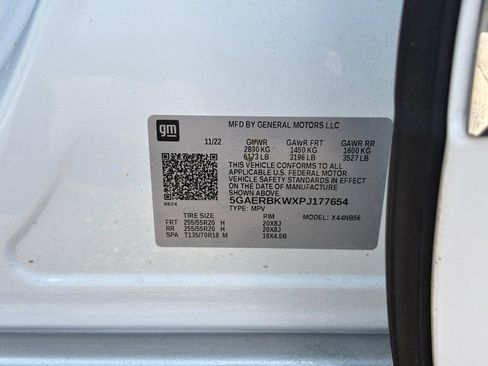 gm
MFD BY GENERAL MOTORS LLC
11/22 GVWR GAWR FRT GAWR RR
2800 KG 1450 KG 1600 KG
6173 LB 3196 LB 3527 LB
THIS VEHICLE CONFORMS TO ALL
APPLICABLE U.S. FEDERAL MOTOR
VEHICLE SAFETY STANDARDS IN EFFECT
ON THE DATE OF MANUFACTURE SHOWN
ABOVE.
5GAERBKWXPJ177654
8624 TYPE: MPV
TIRE SIZE RIM MODEL: X44NB56
FRT 255/55R20 H 20X8J
RR 255/55R20 H 20X8J
SPA T135/70R18 M 18X4.5B